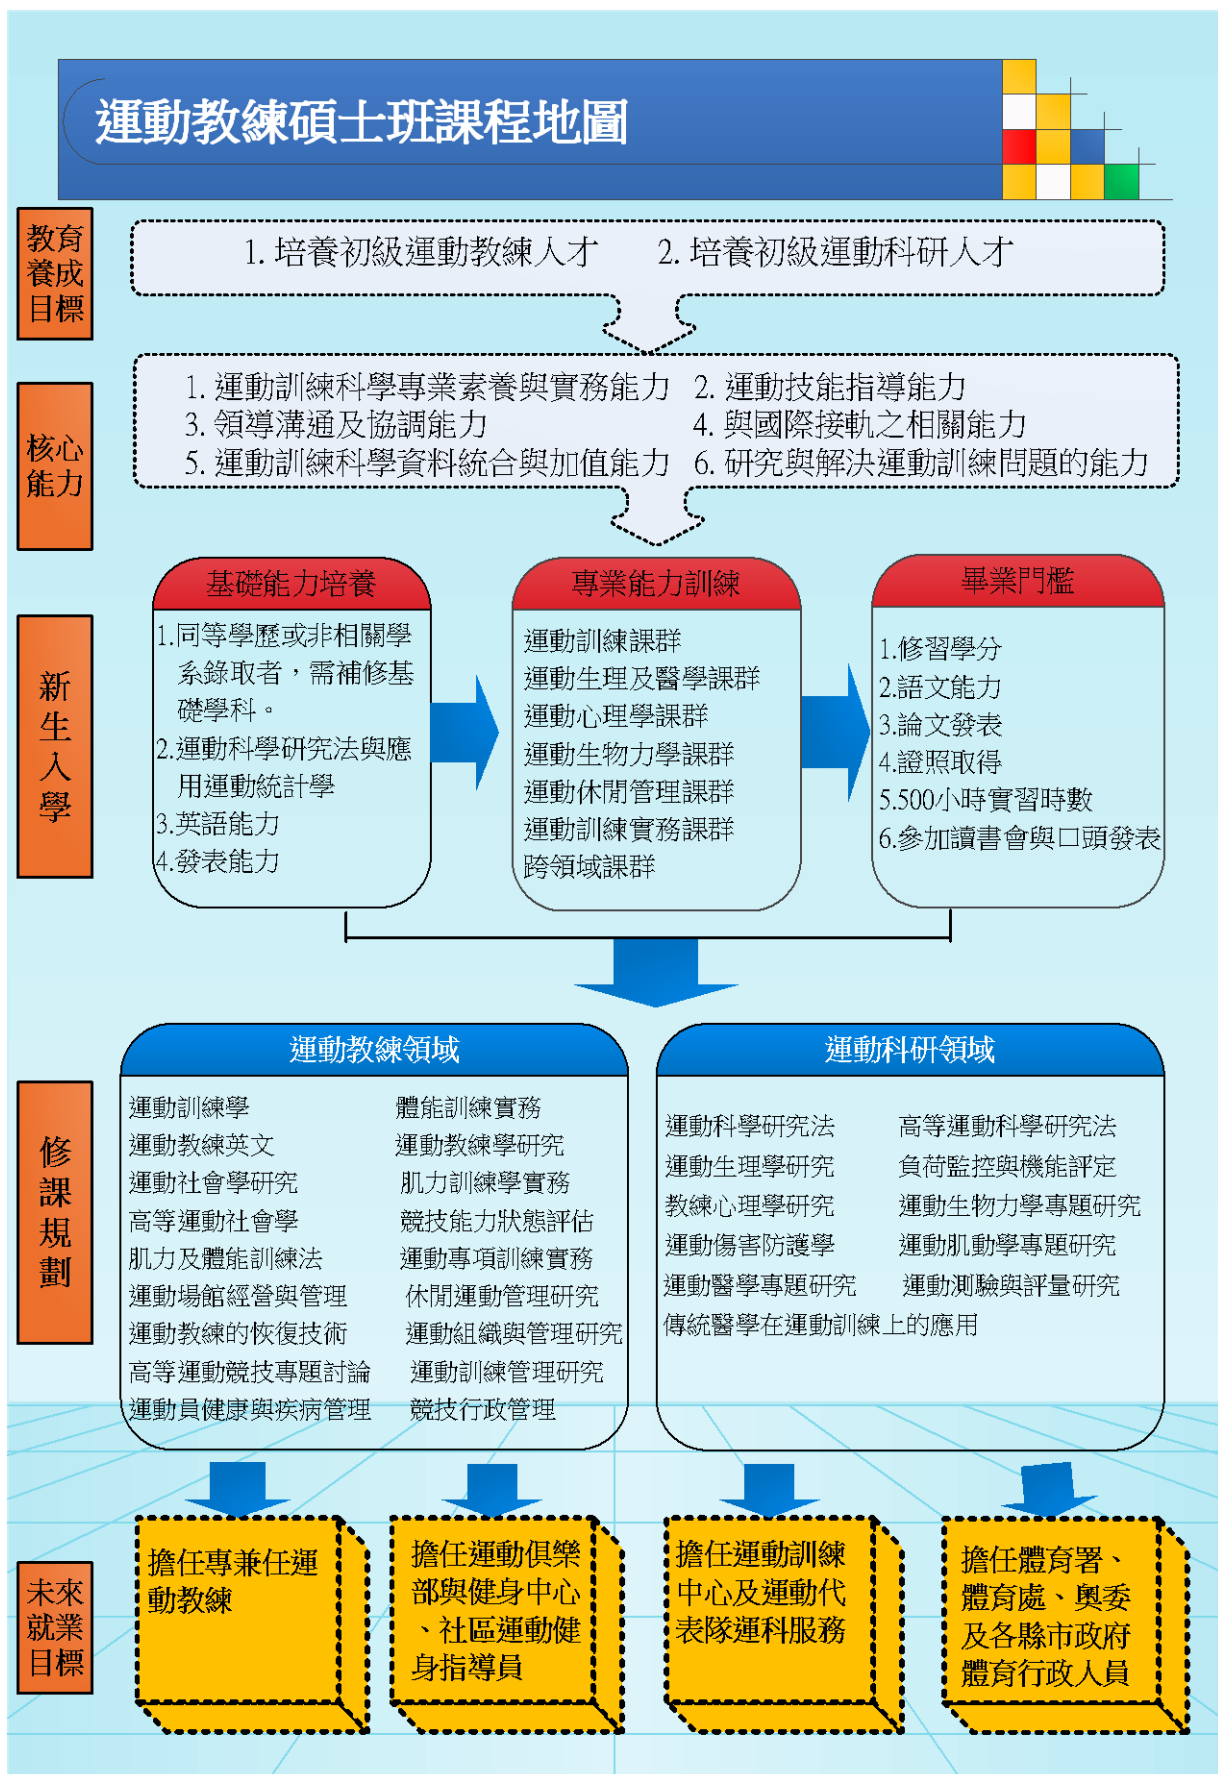 運動教練碩士班課程地圖
教育
養成
目標
1. 培養初級運動教練人才 2. 培養初級運動科研人才
核心
能力
1. 運動訓練科學專業素養與實務能力 2. 運動技能指導能力
3. 領導溝通及協調能力 4. 與國際接軌之相關能力
5. 運動訓練科學資料統合與加值能力 6. 研究與解決運動訓練問題的能力
新
生
入
學
基礎能力培養
1.同等學歷或非相關學
系錄取者，需補修基
礎學科。
2.運動科學研究法與應
用運動統計學
3.英語能力
4.發表能力
專業能力訓練
運動訓練課群
運動生理及醫學課群
運動心理學課群
運動生物力學課群
運動休閒管理課群
運動訓練實務課群
跨領域課群
畢業門檻
1.修習學分
2.語文能力
3.論文發表
4.證照取得
5.500小時實習時數
6.參加讀書會與口頭發表
修
課
規
劃
運動教練領域
運動訓練學 體能訓練實務
運動教練英文 運動教練學研究
運動社會學研究 肌力訓練學實務
高等運動社會學 競技能力狀態評估
肌力及體能訓練法 運動專項訓練實務
運動場館經營與管理 休閒運動管理研究
運動教練的恢復技術 運動組織與管理研究
高等運動競技專題討論 運動訓練管理研究
運動員健康與疾病管理 競技行政管理
運動科研領域
運動科學研究法 高等運動科學研究法
運動生理學研究 負荷監控與機能評定
教練心理學研究 運動生物力學專題研究
運動傷害防護學 運動肌動學專題研究
運動醫學專題研究 運動測驗與評量研究
傳統醫學在運動訓練上的應用
未來
就業
目標
擔任專兼任運
動教練
擔任運動俱樂
部與健身中心
、社區運動健
身指導員
擔任運動訓練
中心及運動代
表隊運科服務
擔任體育署、
體育處、奧委
及各縣市政府
體育行政人員